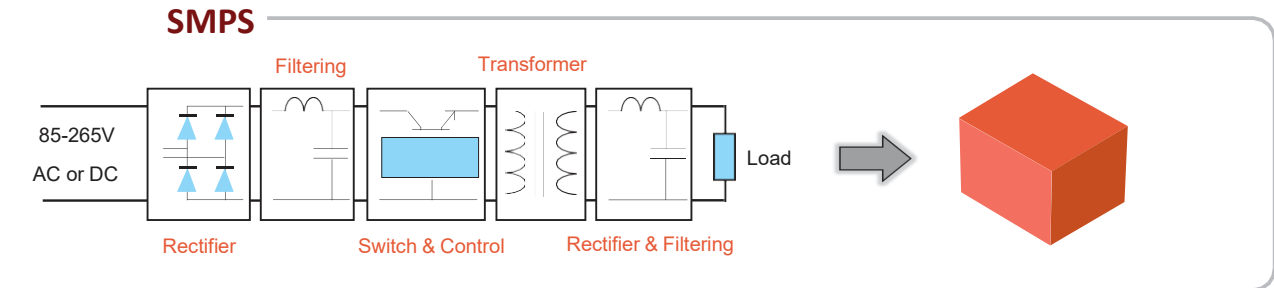 SMPS
Filtering
Transformer
85-265V
AC or DC
Load
Rectifier
Switch & Control
Rectifier & Filtering